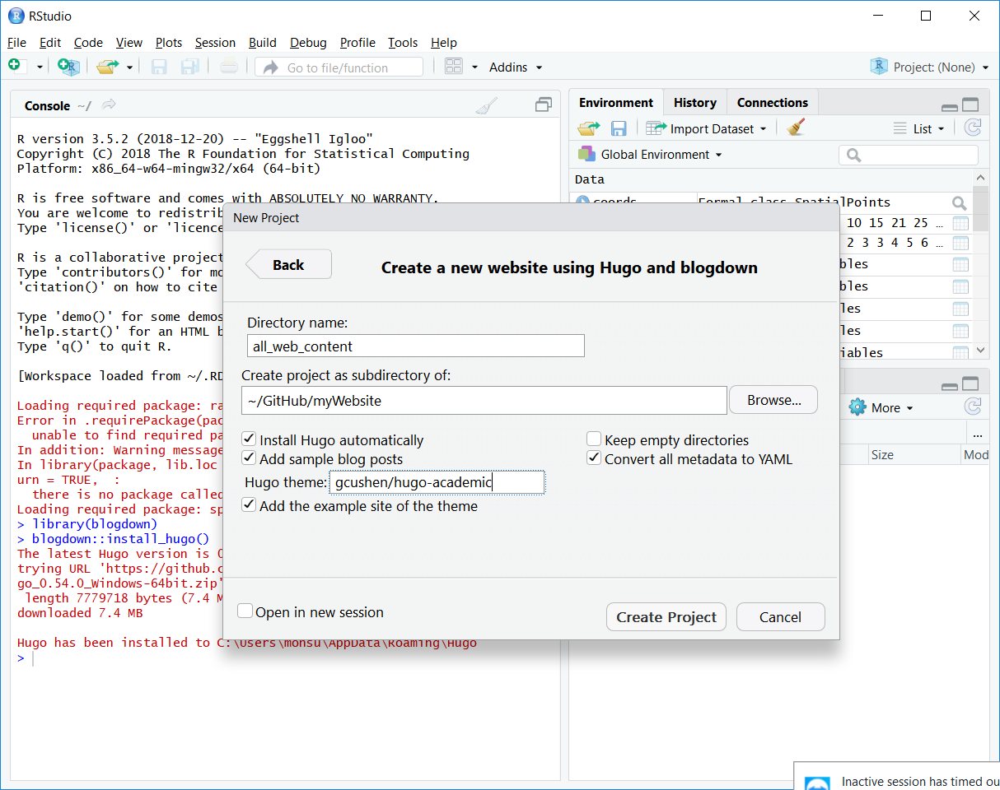 RStudio
File Edit Code View Plots Session Build Debug Profile Tools Help
Go to file/function Addins Project: (None)
Console ~/
R version 3.5.2 (2018-12-20) -- "Eggshell Igloo"
Copyright (C) 2018 The R Foundation for Statistical Computing
Platform: x86_64-w64-mingw32/x64 (64-bit)
R is free software and comes with ABSOLUTELY NO WARRANTY.
You are welcome to redistrib
Type 'license()' or 'licence
R is a collaborative project
Type 'contributors()' for mo
'citation()' on how to cite
Type 'demo()' for some demos
'help.start()' for an HTML b
Type 'q()' to quit R.
[Workspace loaded from ~/.RD
Loading required package: ra
Error in .requirePackage(pac
unable to find required pa
In addition: Warning message
In library(package, lib.loc
urn = TRUE, :
there is no package called
Loading required package: sp
> library(blogdown)
> blogdown::install_hugo()
The latest Hugo version is 0
trying URL 'https://github.c
go_0.54.0_Windows-64bit.zip'
length 7779718 bytes (7.4 M
downloaded 7.4 MB
Hugo has been installed to C:\Users\mohsu\AppData\Roaming\Hugo
>
Environment History Connections
Import Dataset List
Global Environment
Data
coords Formal class SpatialPoints
10 15 21 25 …
2 3 3 4 5 6 …
bles
bles
les
les
iables
More
...
Size Mod
New Project
Back
Create a new website using Hugo and blogdown
Directory name:
all_web_content
Create project as subdirectory of:
~/GitHub/myWebsite Browse...
Install Hugo automatically Keep empty directories
Add sample blog posts Convert all metadata to YAML
Hugo theme: gcushen/hugo-academic
Add the example site of the theme
Open in new session Create Project Cancel
Inactive session has timed ou